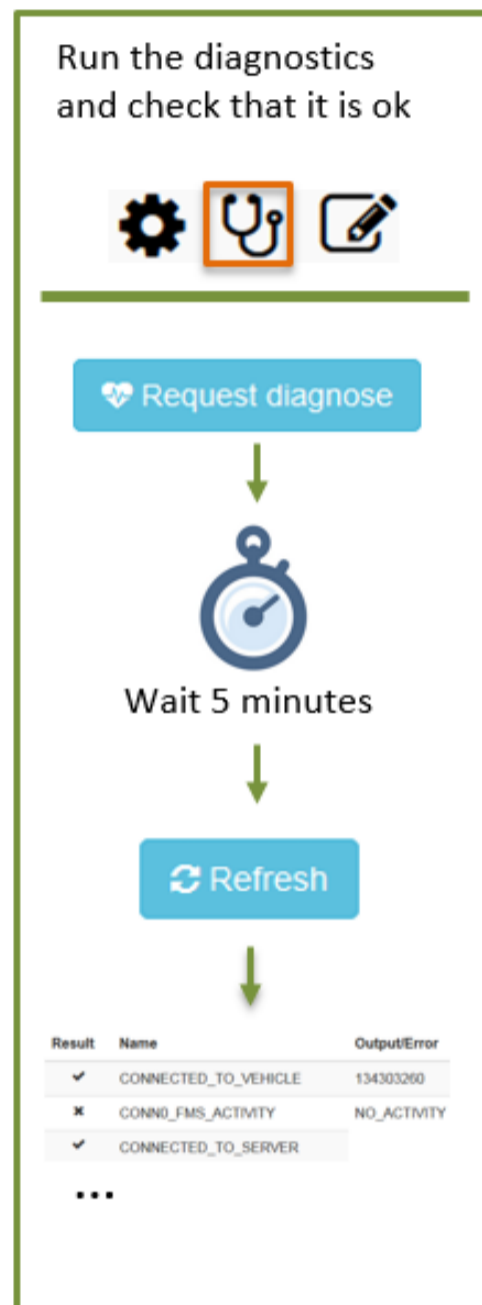 Run the diagnostics
and check that it is ok
Request diagnose
Wait 5 minutes
Refresh
Result Name Output/Error
✔ CONNECTED_TO_VEHICLE 134303260
✖ CONN0_FMS_ACTIVITY NO_ACTIVITY
✔ CONNECTED_TO_SERVER
...